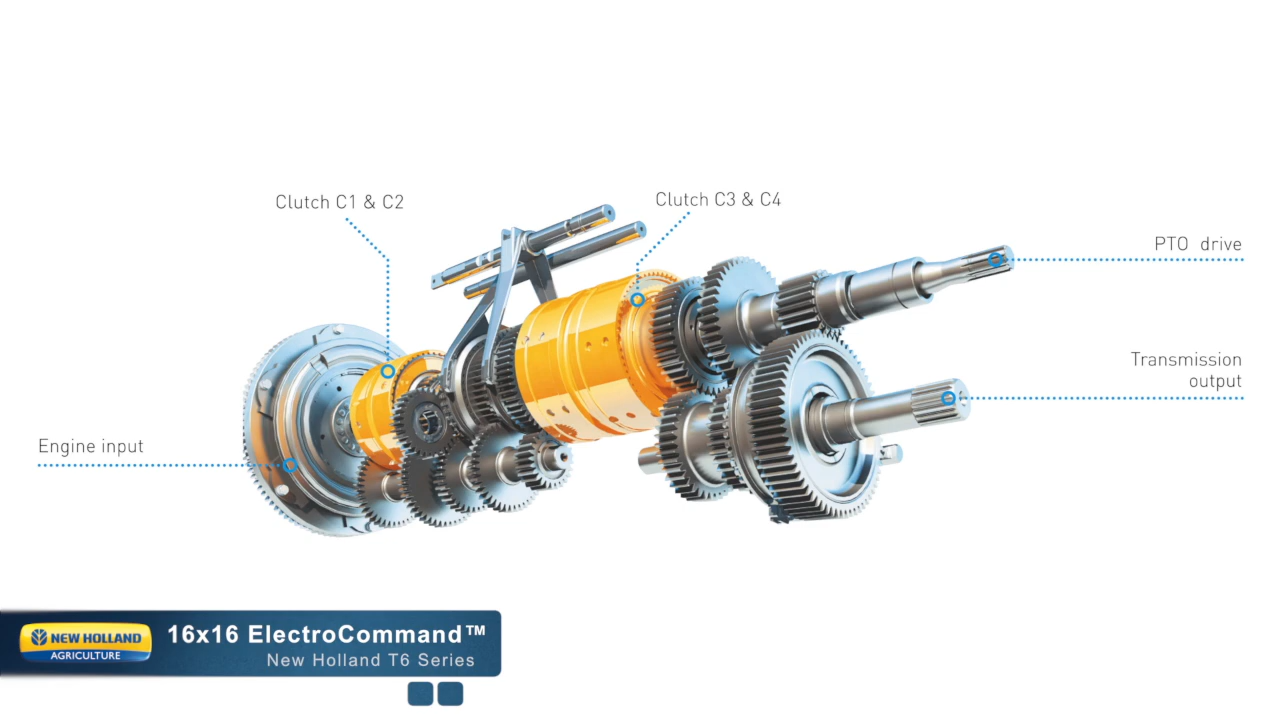 Clutch C1 & C2
Clutch C3 & C4
PTO drive
Transmission
output
Engine input
NEW HOLLAND
AGRICULTURE
16x16 ElectroCommand™
New Holland T6 Series